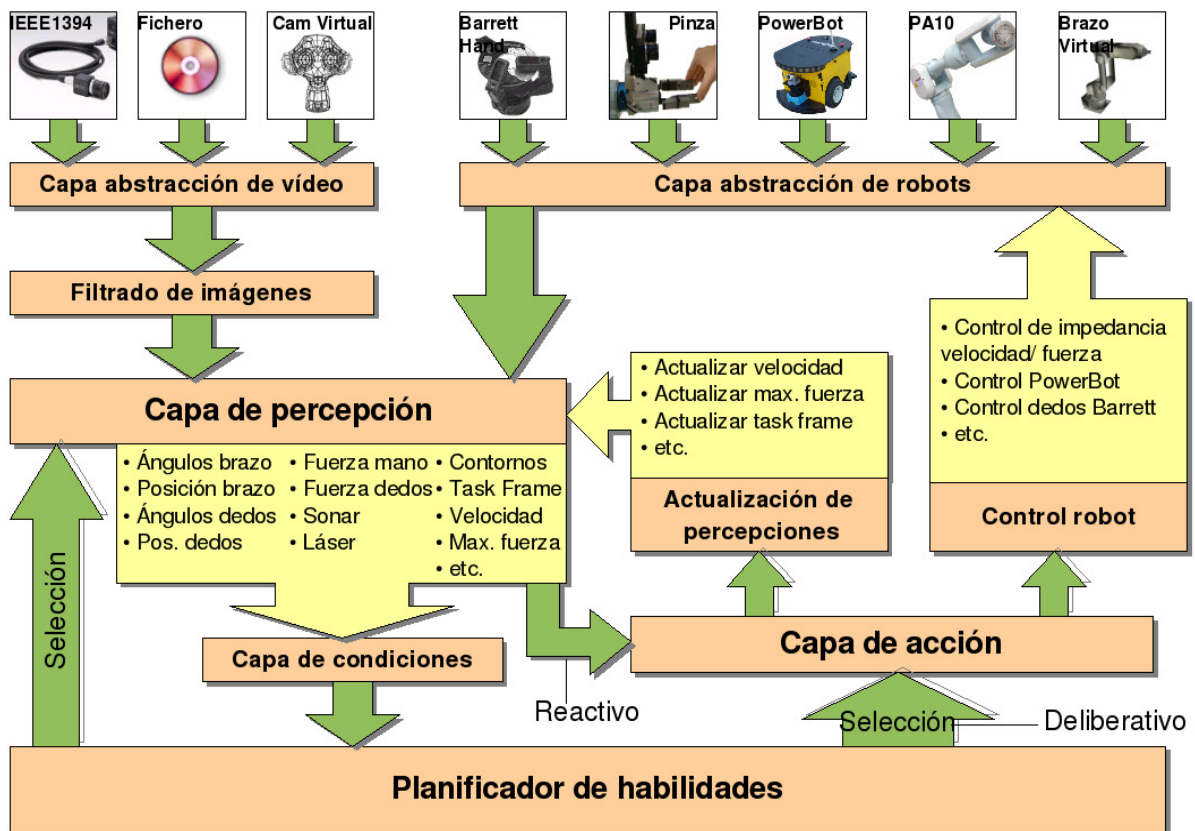 IEEE1394
Fichero
Cam Virtual
Barrett
Hand
Pinza
PowerBot
PA10
Brazo
Virtual
Capa abstracción de vídeo
Capa abstracción de robots
Filtrado de imágenes
Capa de percepción
• Ángulos brazo
• Posición brazo
• Ángulos dedos
• Pos. dedos
• Fuerza mano
• Fuerza dedos
• Sonar
• Láser
• Contornos
• Task Frame
• Velocidad
• Max. fuerza
• etc.
• Actualizar velocidad
• Actualizar max. fuerza
• Actualizar task frame
• etc.
Actualización de
percepciones
• Control de impedancia
velocidad/ fuerza
• Control PowerBot
• Control dedos Barrett
• etc.
Control robot
Selección
Capa de condiciones
Capa de acción
Reactivo
Selección
Deliberativo
Planificador de habilidades